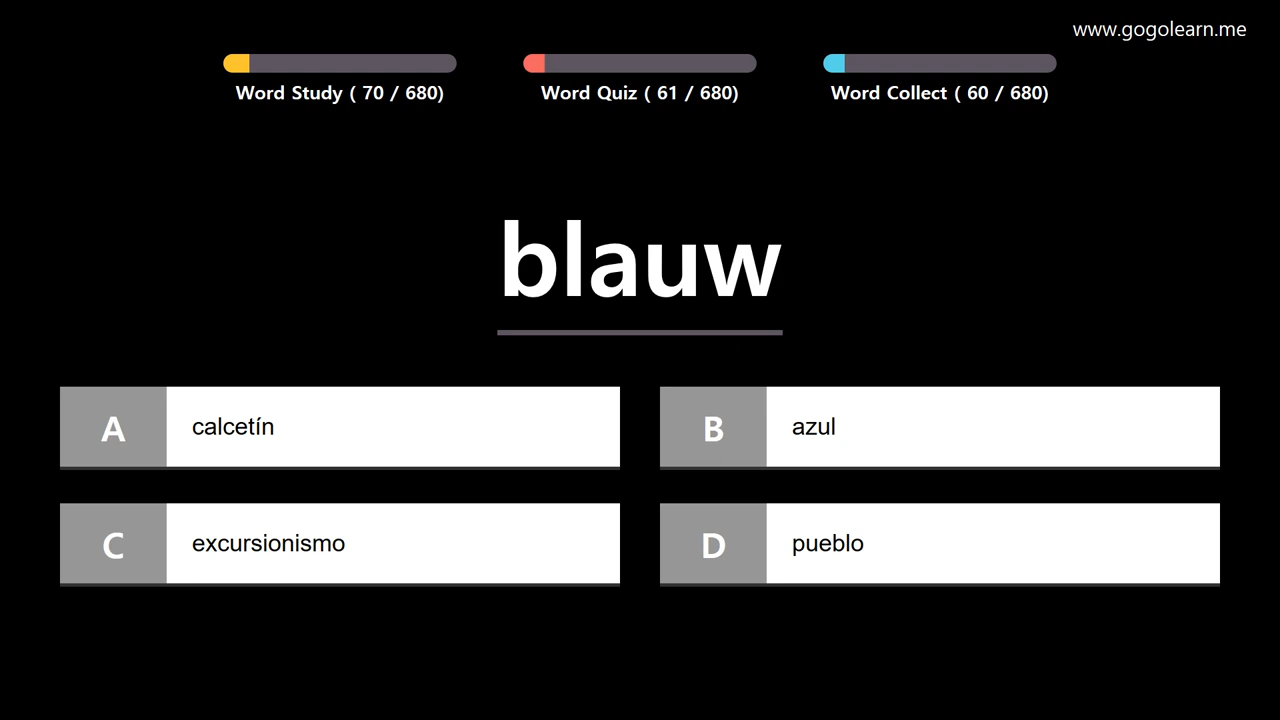 www.gogolearn.me
Word Study ( 70 / 680)
Word Quiz ( 61 / 680)
Word Collect ( 60 / 680)
blauw
A calcetín
B azul
C excursionismo
D pueblo